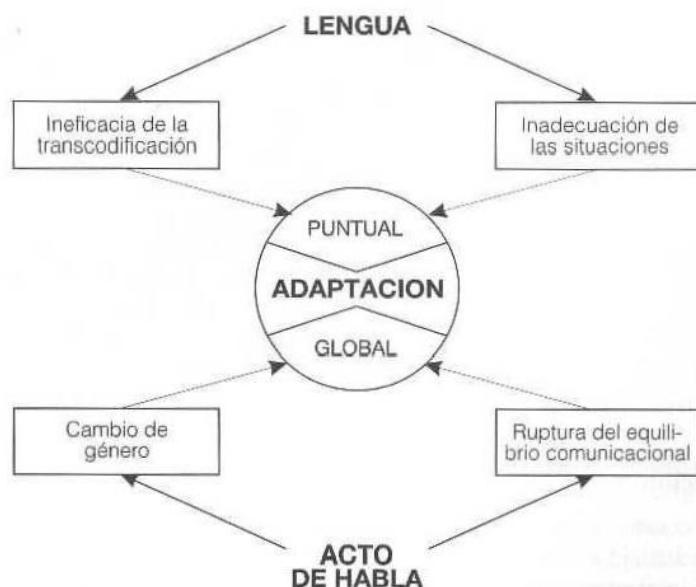 LENGUA
Ineficacia de la
transcodificación
Inadecuación de
las situaciones
PUNTUAL
ADAPTACION
GLOBAL
Cambio de
género
Ruptura del equili-
brio comunicacional
ACTO
DE HABLA